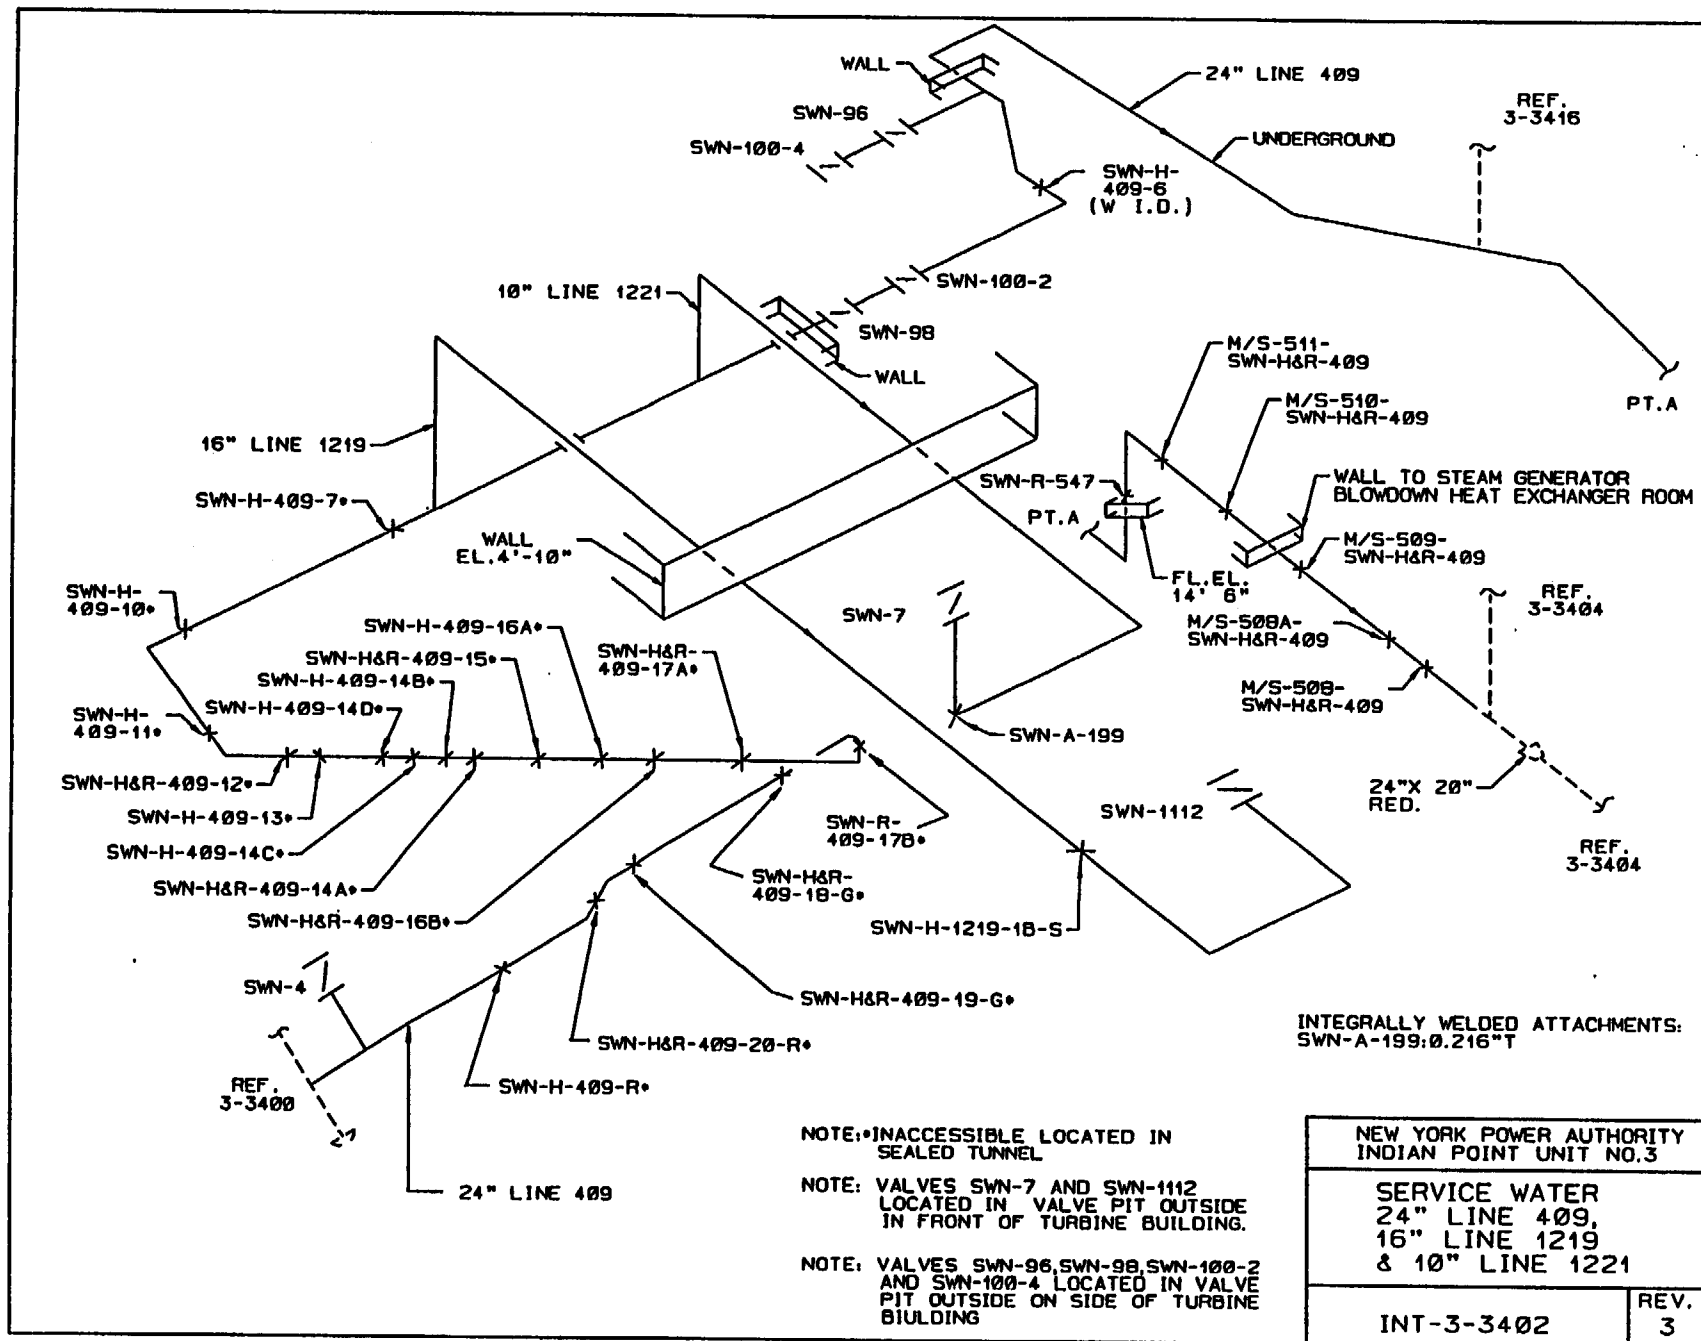 WALL
24" LINE 409
REF.
3-3416
SWN-96
SWN-100-4
UNDERGROUND
SWN-H-
409-6
(W I.D.)
10" LINE 1221
SWN-100-2
SWN-98
WALL
M/S-511-
SWN-H&R-409
PT.A
M/S-510-
SWN-H&R-409
16" LINE 1219
SWN-R-547
WALL TO STEAM GENERATOR
BLOWDOWN HEAT EXCHANGER ROOM
SWN-H-409-7*
PT.A
WALL
EL.4'-10"
M/S-509-
SWN-H&R-409
FL.EL.
14' 6"
SWN-H-
409-10*
SWN-7
REF.
3-3404
SWN-H-409-16A*
M/S-508A-
SWN-H&R-409
SWN-H&R-409-15*
SWN-H&R-
409-17A*
SWN-H-409-14B*
M/S-508-
SWN-H&R-409
SWN-H-409-14D*
SWN-H-
409-11*
SWN-A-199
SWN-H&R-409-12*
24"X 20"
RED.
SWN-H-409-13*
SWN-R-
409-17B*
SWN-1112
SWN-H-409-14C*
REF.
3-3404
SWN-H&R-409-14A*
SWN-H&R-
409-18-G*
SWN-H&R-409-16B*
SWN-H-1219-18-S
SWN-4
SWN-H&R-409-19-G*
INTEGRALLY WELDED ATTACHMENTS:
SWN-A-199:0.216"T
SWN-H&R-409-20-R*
REF.
3-3400
SWN-H-409-R*
24" LINE 409
NOTE:*INACCESSIBLE LOCATED IN
SEALED TUNNEL
NOTE: VALVES SWN-7 AND SWN-1112
LOCATED IN VALVE PIT OUTSIDE
IN FRONT OF TURBINE BUILDING.
NOTE: VALVES SWN-96,SWN-98,SWN-100-2
AND SWN-100-4 LOCATED IN VALVE
PIT OUTSIDE ON SIDE OF TURBINE
BIULDING
NEW YORK POWER AUTHORITY
INDIAN POINT UNIT NO.3
SERVICE WATER
24" LINE 409,
16" LINE 1219
& 10" LINE 1221
INT-3-3402
REV.
3